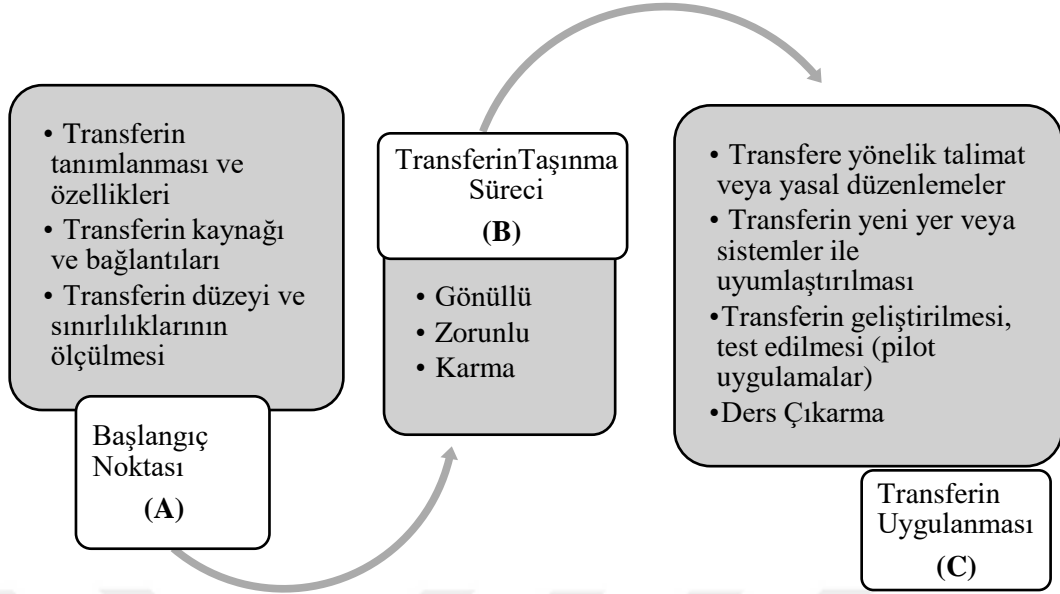 • Transferin
tanımlanması ve
özellikleri
• Transferin kaynağı
ve bağlantıları
• Transferin düzeyi ve
sınırlılıklarının
ölçülmesi
Başlangıç
Noktası
(A)
TransferinTaşınma
Süreci
(B)
• Gönüllü
• Zorunlu
• Karma
• Transfere yönelik talimat
veya yasal düzenlemeler
• Transferin yeni yer veya
sistemler ile
uyumlaştırılması
•Transferin geliştirilmesi,
test edilmesi (pilot
uygulamalar)
•Ders Çıkarma
Transferin
Uygulanması
(C)